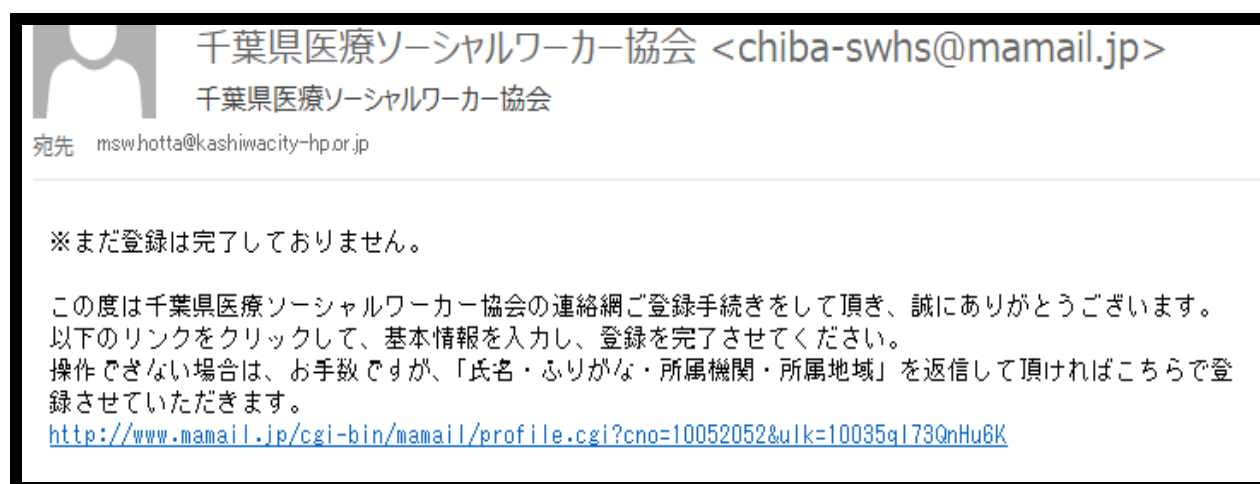 千葉県医療ソーシャルワーカー協会 <chiba-swhs@mamail.jp>
千葉県医療ソーシャルワーカー協会
宛先 msw.hotta@kashiwacity-hp.or.jp
※まだ登録は完了しておりません。
この度は千葉県医療ソーシャルワーカー協会の連絡網ご登録手続きをして頂き、誠にありがとうございます。
以下のリンクをクリックして、基本情報を入力し、登録を完了させてください。
操作できない場合は、お手数ですが、「氏名・ふりがな・所属機関・所属地域」を返信して頂ければこちらで登
録させていただきます。
http://www.mamail.jp/cgi-bin/mamail/profile.cgi?cno=10052052&ulk=10035ql73QnHu6K